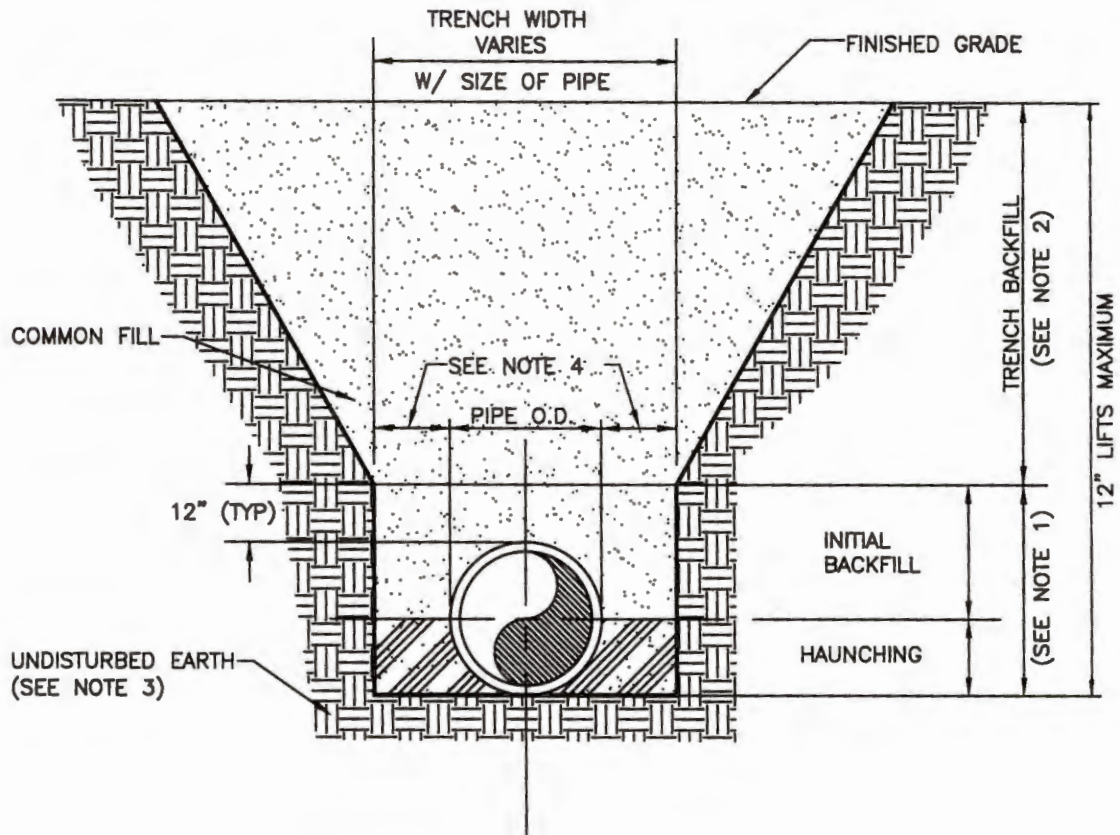 TRENCH WIDTH
VARIES
W/ SIZE OF PIPE
FINISHED GRADE
COMMON FILL
SEE NOTE 4
PIPE O.D.
12" (TYP)
INITIAL
BACKFILL
HAUNCHING
UNDISTURBED EARTH
(SEE NOTE 3)
TRENCH BACKFILL
(SEE NOTE 2)
(SEE NOTE 1)
12" LIFTS MAXIMUM